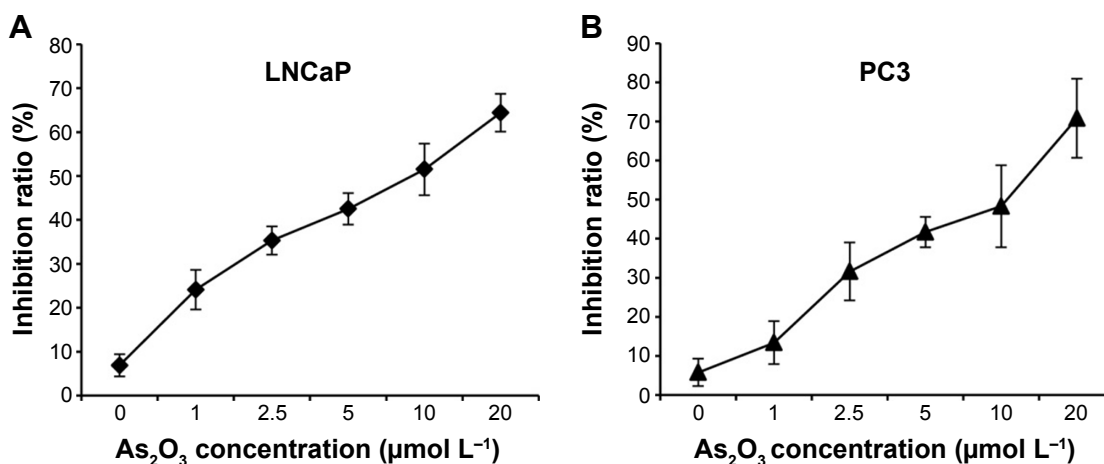 A
LNCaP
Inhibition ratio (%)
80
70
60
50
40
30
20
10
0
0 1 2.5 5 10 20
As₂O₃ concentration (µmol L⁻¹)
B
PC3
Inhibition ratio (%)
90
80
70
60
50
40
30
20
10
0
0 1 2.5 5 10 20
As₂O₃ concentration (µmol L⁻¹)